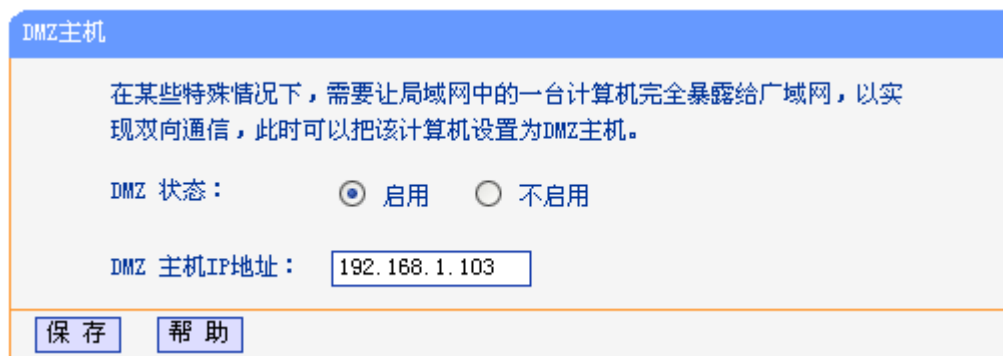 DMZ主机
在某些特殊情况下，需要让局域网中的一台计算机完全暴露给广域网，以实
现双向通信，此时可以把该计算机设置为DMZ主机。
DMZ 状态： 启用 不启用
DMZ 主机IP地址： 192.168.1.103
保 存 帮 助